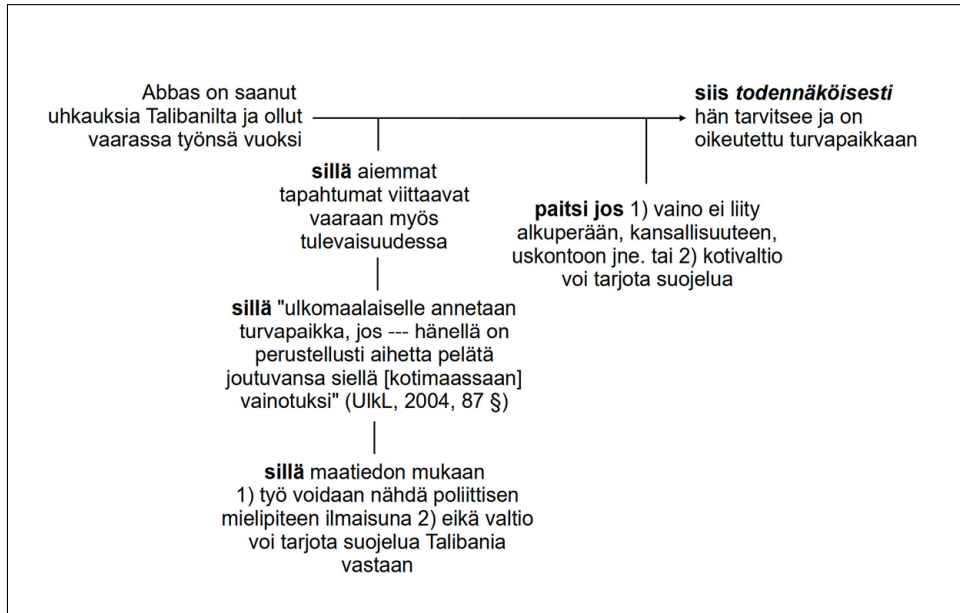 Abbas on saanut
uhkauksia Talibanilta ja ollut
vaarassa työnsä vuoksi
siis todennäköisesti
hän tarvitsee ja on
oikeutettu turvapaikkaan
sillä aiemmat
tapahtumat viittaavat
vaaraan myös
tulevaisuudessa
paitsi jos 1) vaino ei liity
alkuperään, kansallisuuteen,
uskontoon jne. tai 2) kotivaltio
voi tarjota suojelua
sillä "ulkomaalaiselle annetaan
turvapaikka, jos --- hänellä on
perustellusti aihetta pelätä
joutuvansa siellä [kotimaassaan]
vainotuksi" (UlkL, 2004, 87 §)
sillä maatiedon mukaan
1) työ voidaan nähdä poliittisen
mielipiteen ilmaisuna 2) eikä valtio
voi tarjota suojelua Talibania
vastaan